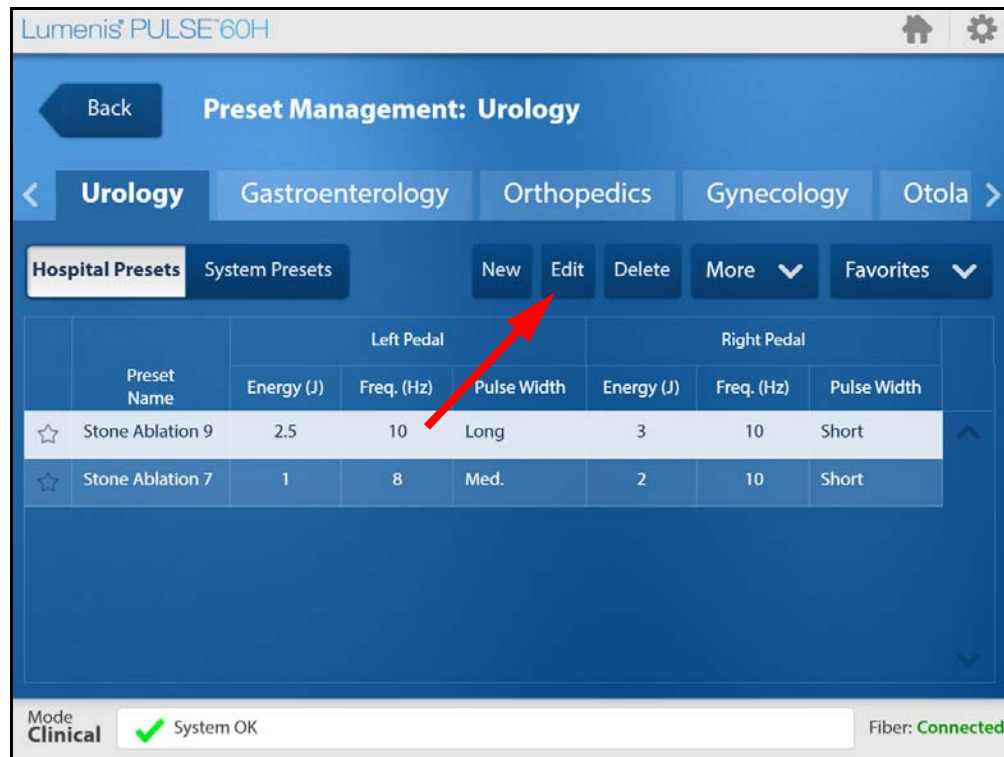 Lumenis® PULSE™60H
Back
Preset Management: Urology
Urology Gastroenterology Orthopedics Gynecology Otola
Hospital Presets System Presets New Edit Delete More Favorites
Left Pedal Right Pedal
Preset
Name
Energy (J) Freq. (Hz) Pulse Width Energy (J) Freq. (Hz) Pulse Width
Stone Ablation 9 2.5 10 Long 3 10 Short
Stone Ablation 7 1 8 Med. 2 10 Short
Mode
Clinical
System OK
Fiber: Connected